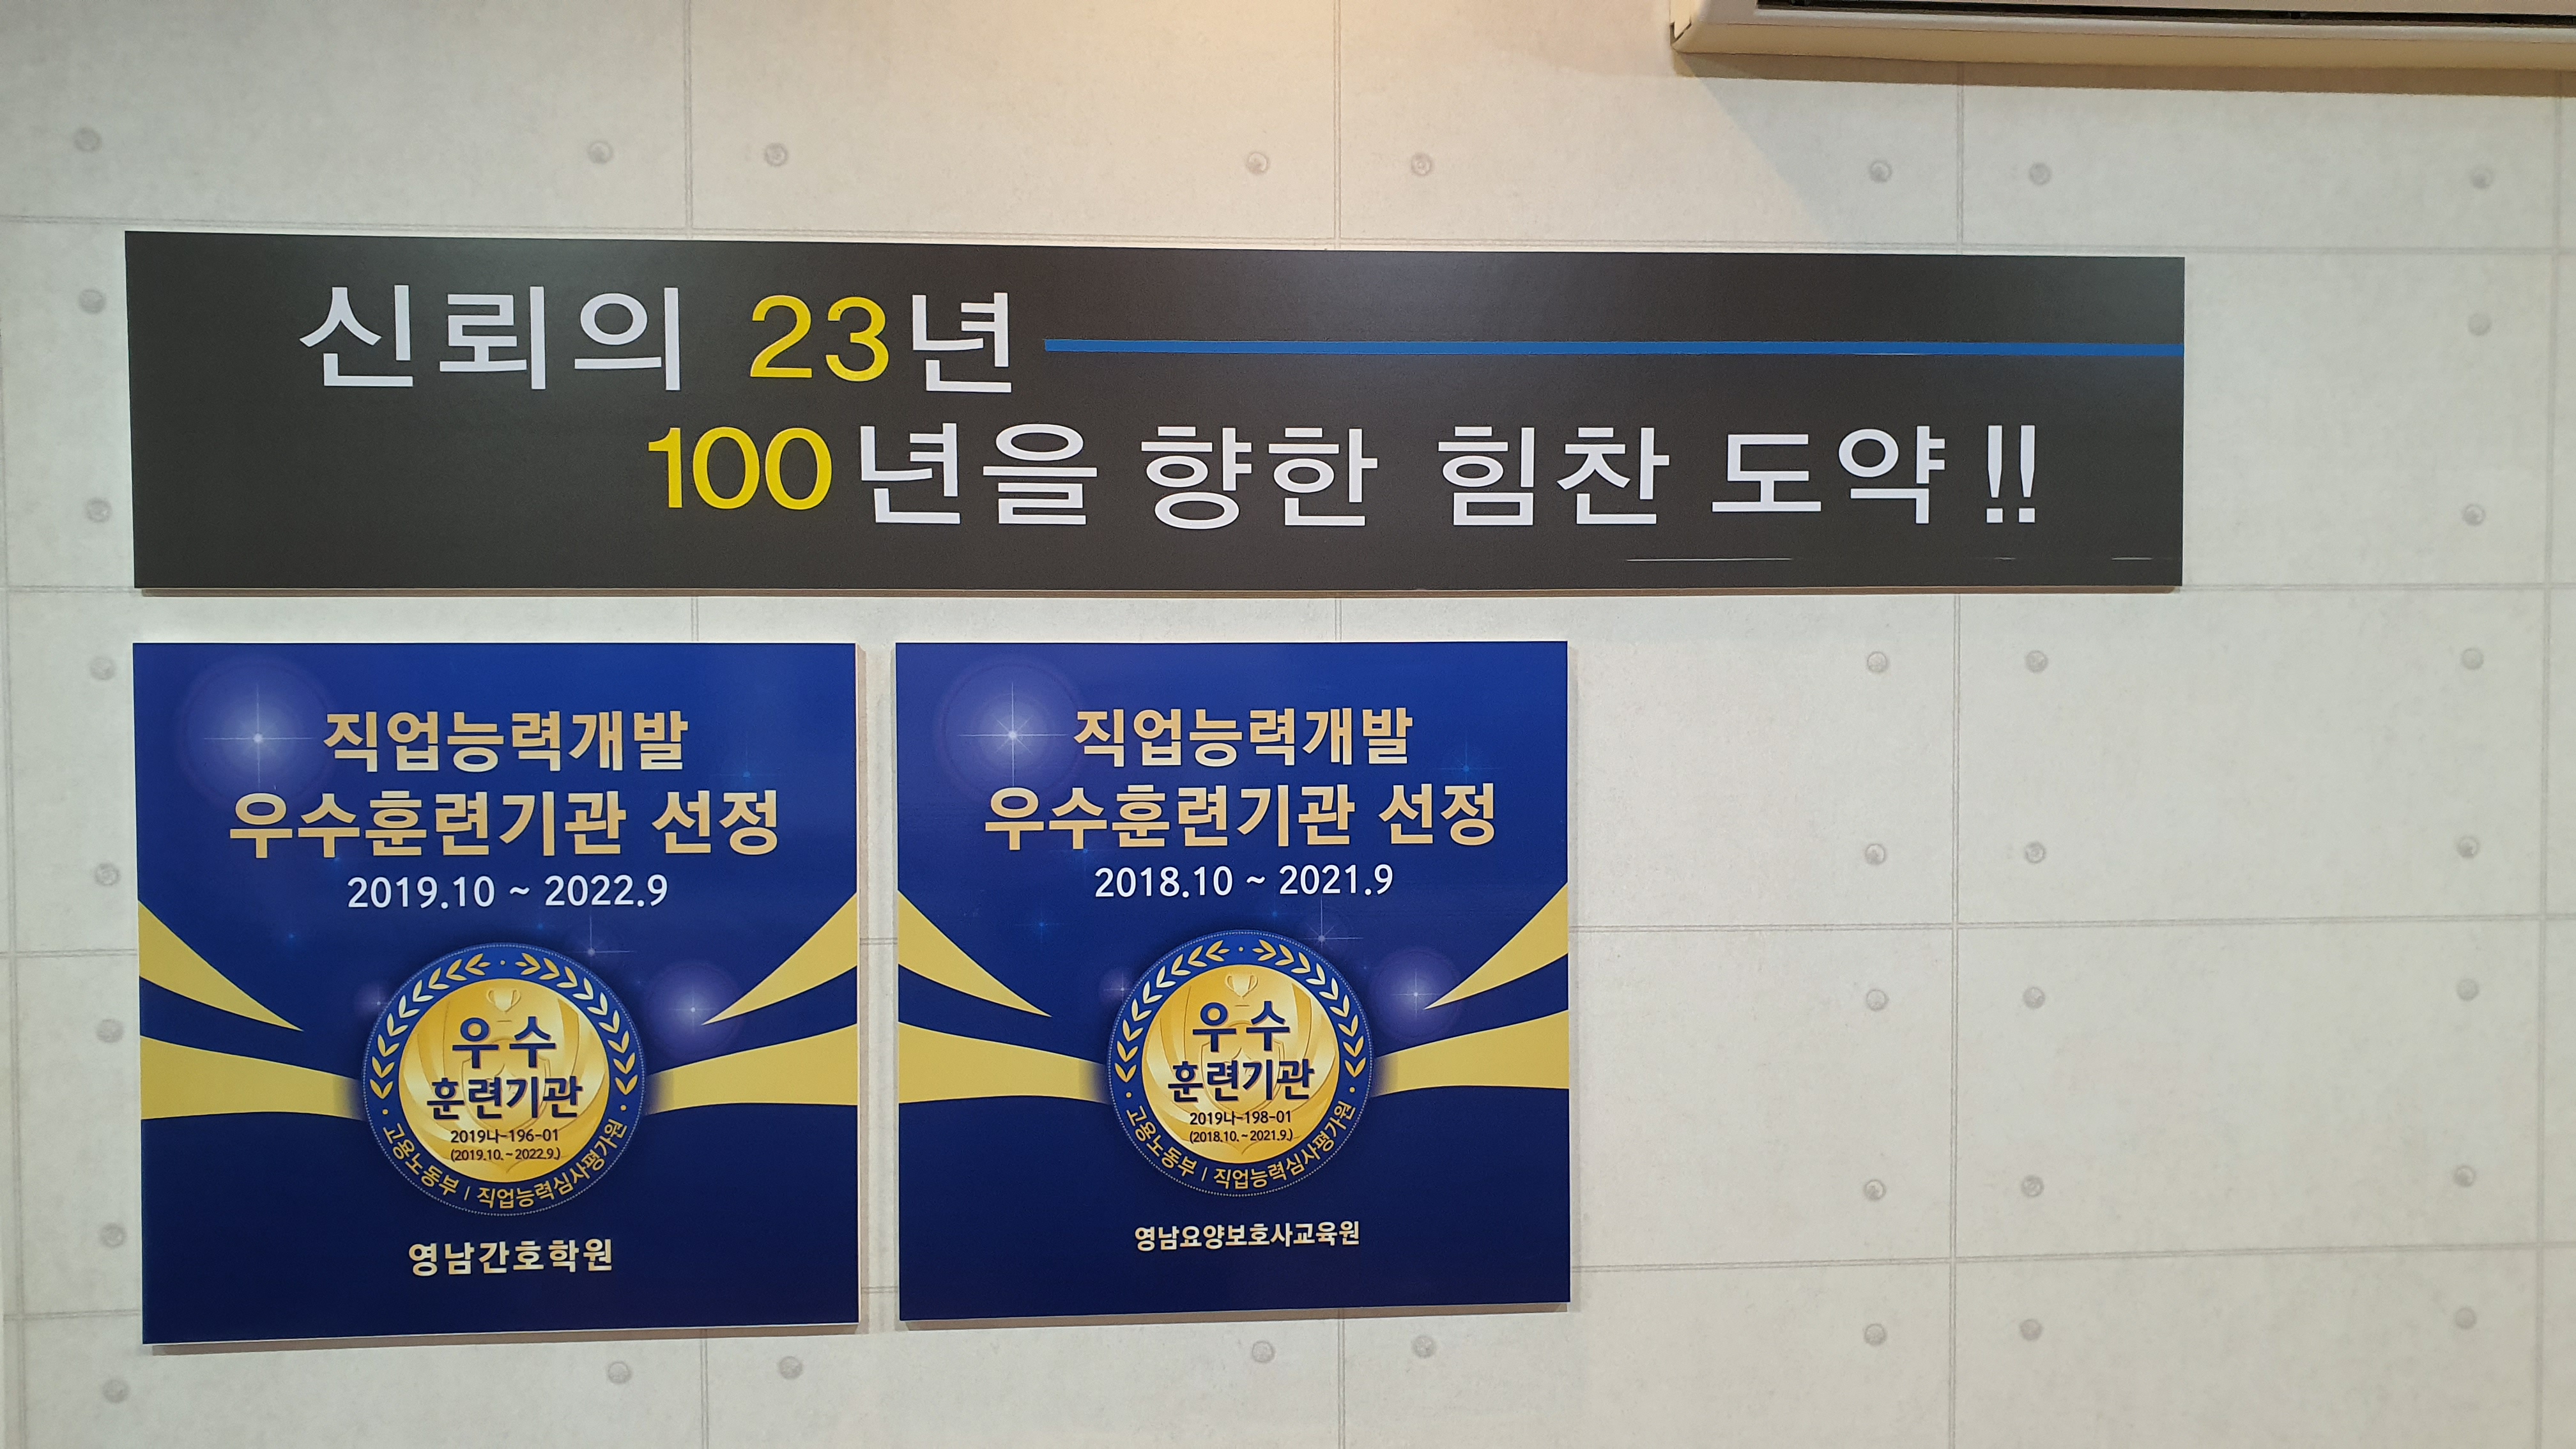 신뢰의 23년
100년을 향한 힘찬 도약!!
직업능력개발
우수훈련기관 선정
2019.10 ~ 2022.9
우수
훈련기관
2019나-196-01
(2019.10.~2022.9.)
고용노동부 | 직업능력심사평가원
영남간호학원
직업능력개발
우수훈련기관 선정
2018.10 ~ 2021.9
우수
훈련기관
2019나-198-01
(2018.10.~2021.9.)
고용노동부 | 직업능력심사평가원
영남요양보호사교육원